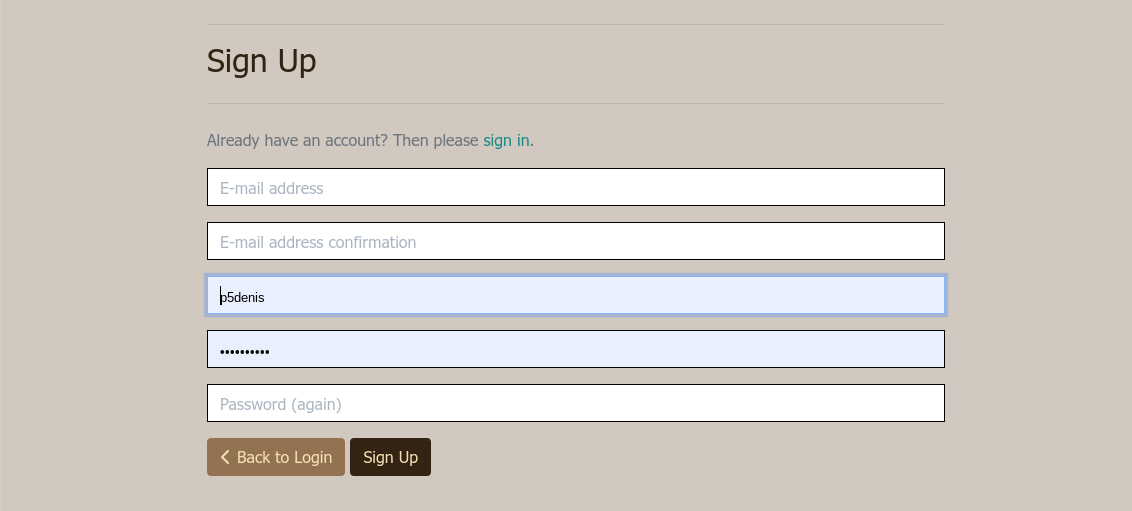 Sign Up
Already have an account? Then please sign in.
E-mail address
E-mail address confirmation
p5denis
••••••••••
Password (again)
Back to Login
Sign Up